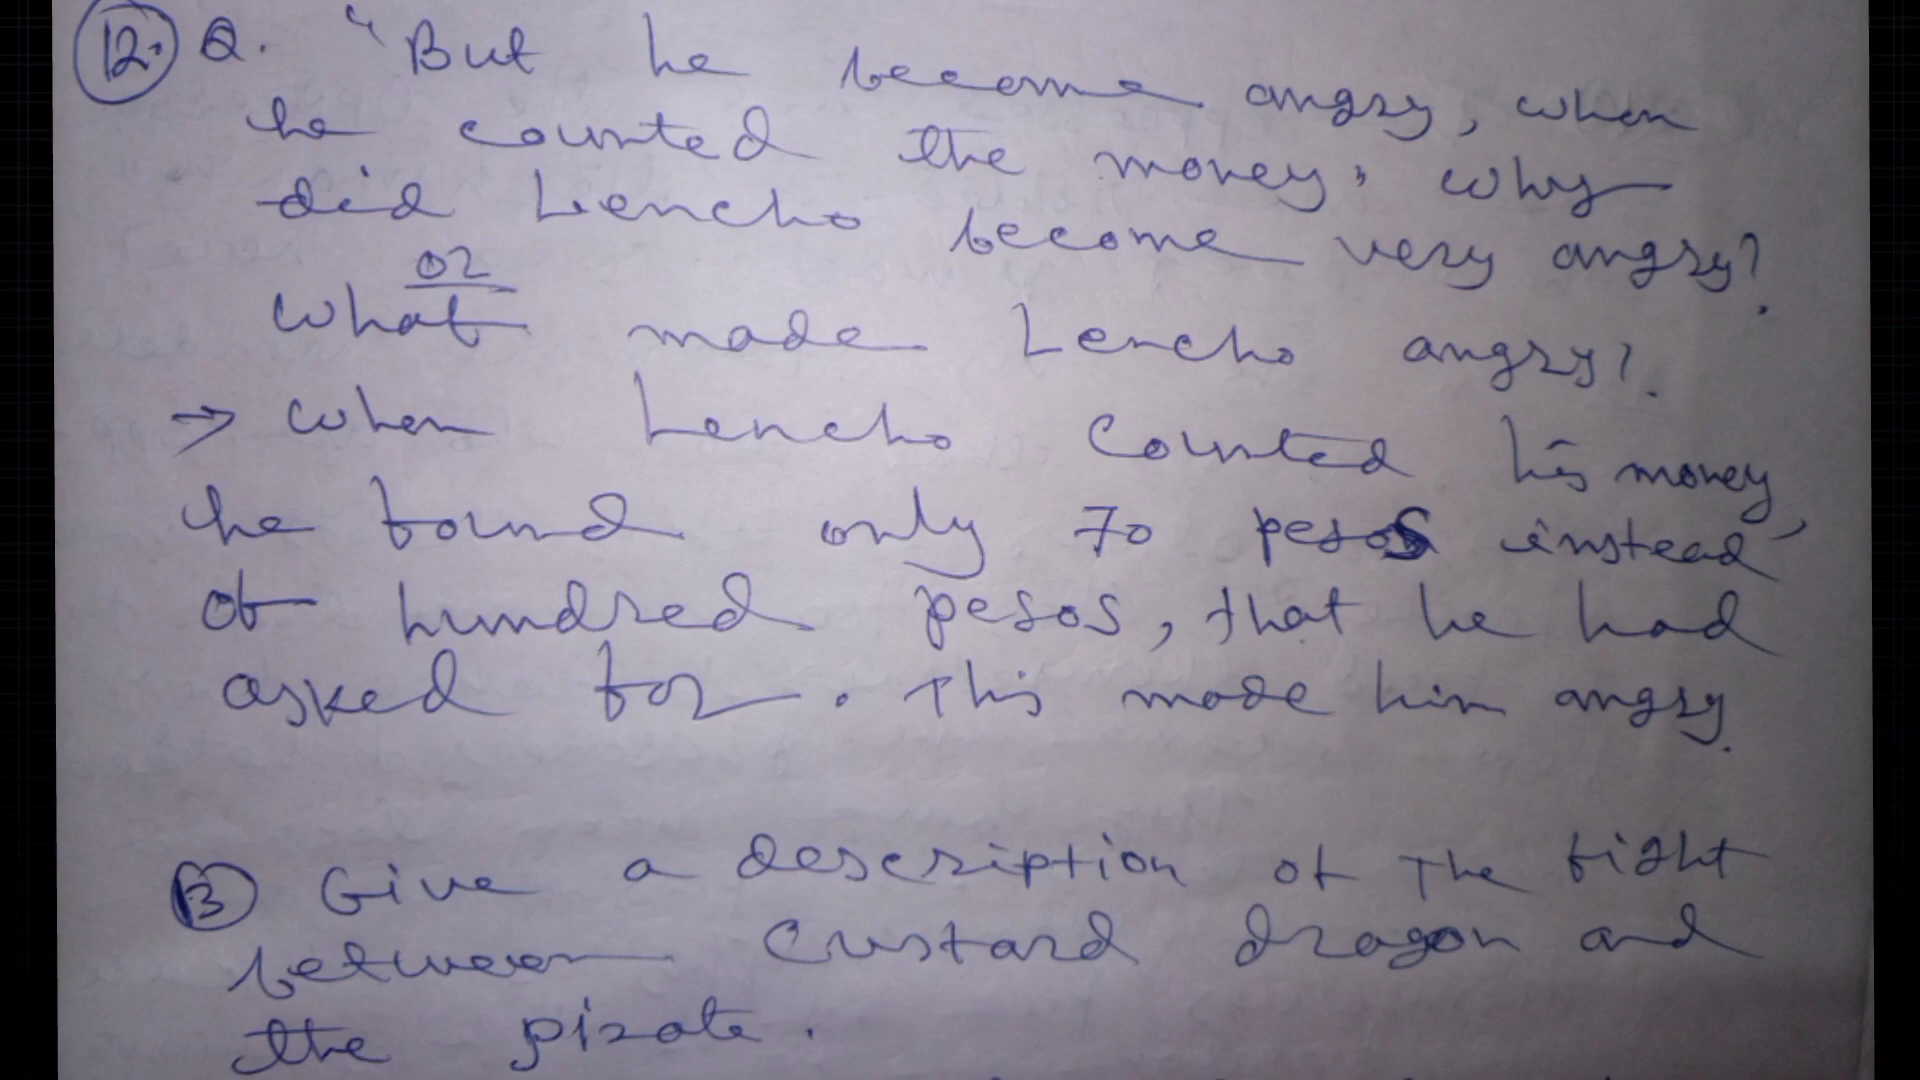 12. Q. "But he become angry, when
he counted the money" Why
did Lencho become very angry?
or
What made Lencho angry?
→ When Lencho counted his money,
he found only 70 pesos instead
of hundred pesos, that he had
asked for. This made him angry.
13 Give a description of The fight
between Custard dragon and
the pirate.